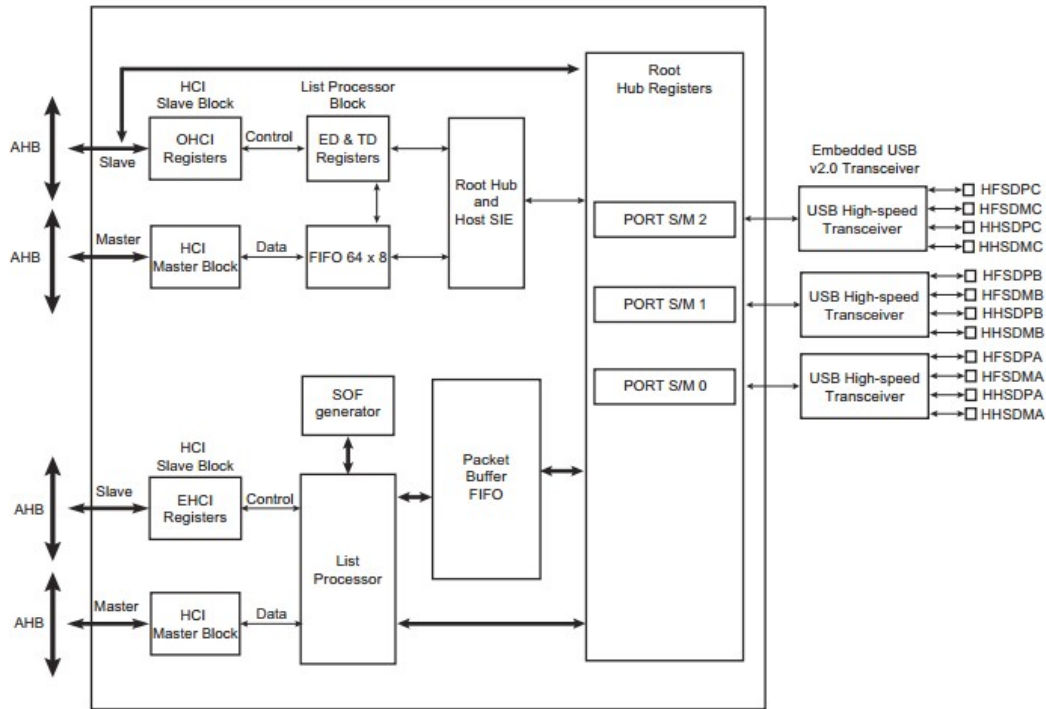 HCI
Slave Block
List Processor
Block
Root
Hub Registers
AHB
Slave
OHCI
Registers
Control
ED & TD
Registers
Root Hub
and
Host SIE
AHB
Master
HCI
Master Block
Data
FIFO 64 x 8
PORT S/M 2
PORT S/M 1
PORT S/M 0
Embedded USB
v2.0 Transceiver
USB High-speed
Transceiver
HFSDPC
HFSDMC
HHSDPC
HHSDMC
USB High-speed
Transceiver
HFSDPB
HFSDMB
HHSDPB
HHSDMB
USB High-speed
Transceiver
HFSDPA
HFSDMA
HHSDPA
HHSDMA
SOF
generator
HCI
Slave Block
AHB
Slave
EHCI
Registers
Control
List
Processor
Packet
Buffer
FIFO
AHB
Master
HCI
Master Block
Data